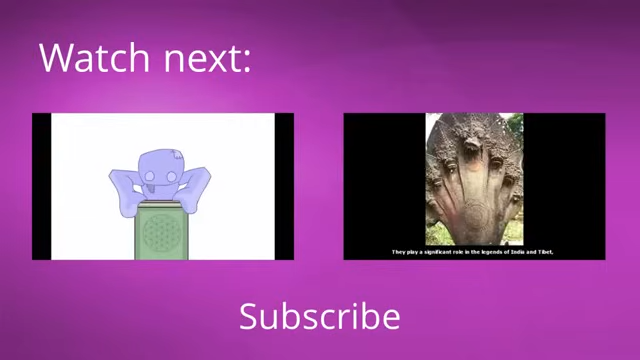 Watch next:
They play a significant role in the legends of India and Tibet,
Subscribe